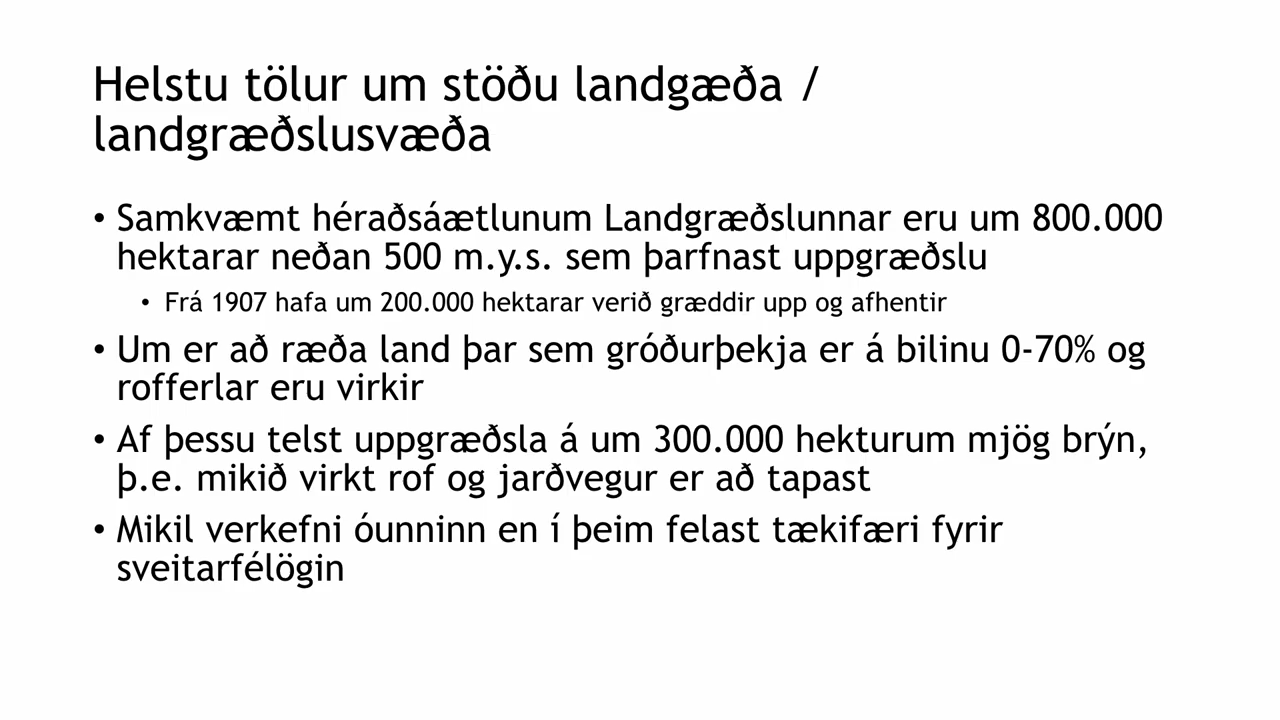 Helstu tölur um stöðu landgæða /
landgræðslusvæða
• Samkvæmt héraðsáætlunum Landgræðslunnar eru um 800.000
hektarar neðan 500 m.y.s. sem þarfnast uppgræðslu
• Frá 1907 hafa um 200.000 hektarar verið græddir upp og afhentir
• Um er að ræða land þar sem gróðurþekja er á bilinu 0-70% og
rofferlar eru virkir
• Af þessu telst uppgræðsla á um 300.000 hekturum mjög brýn,
þ.e. mikið virkt rof og jarðvegur er að tapast
• Mikil verkefni óunninn en í þeim felast tækifæri fyrir
sveitarfélögin